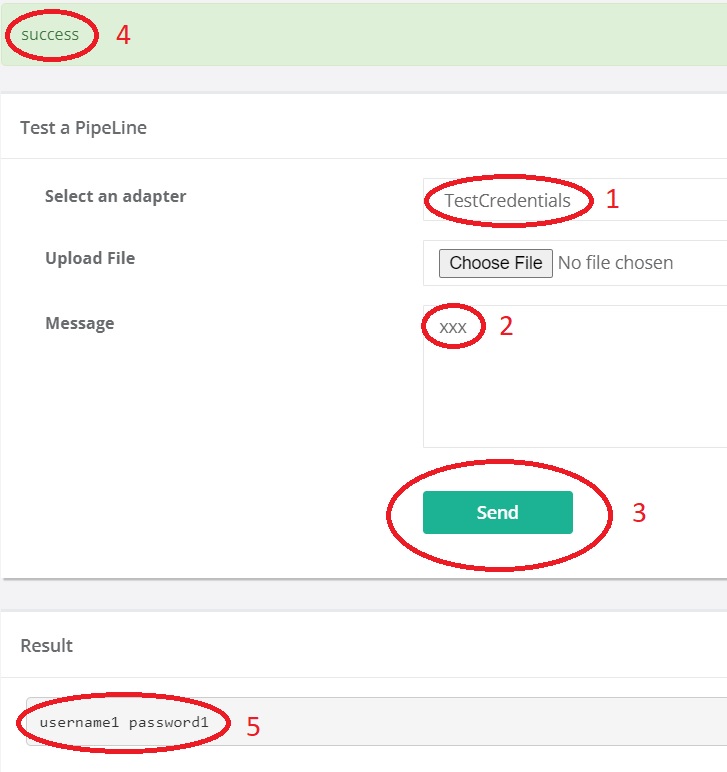 success 4
Test a PipeLine
Select an adapter TestCredentials 1
Upload File Choose File No file chosen
Message xxx 2
Send 3
Result
username1 password1 5